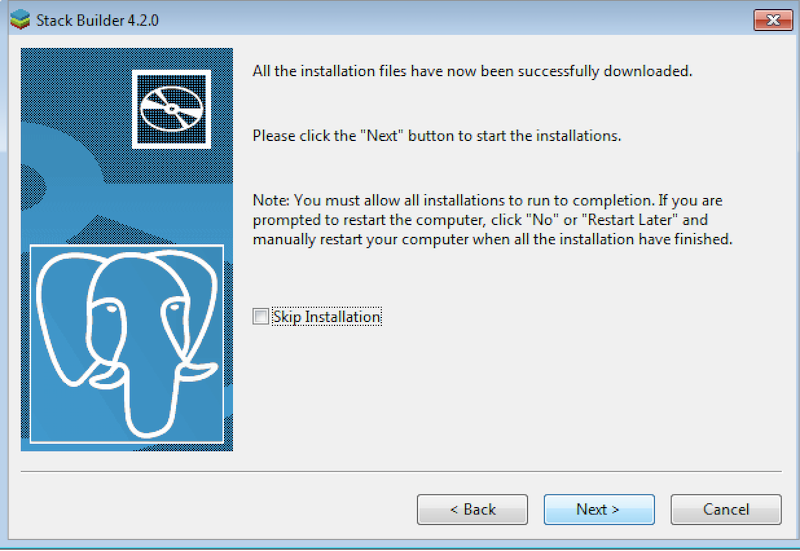 Stack Builder 4.2.0
All the installation files have now been successfully downloaded.
Please click the "Next" button to start the installations.
Note: You must allow all installations to run to completion. If you are
prompted to restart the computer, click "No" or "Restart Later" and
manually restart your computer when all the installation have finished.
Skip Installation
< Back
Next >
Cancel